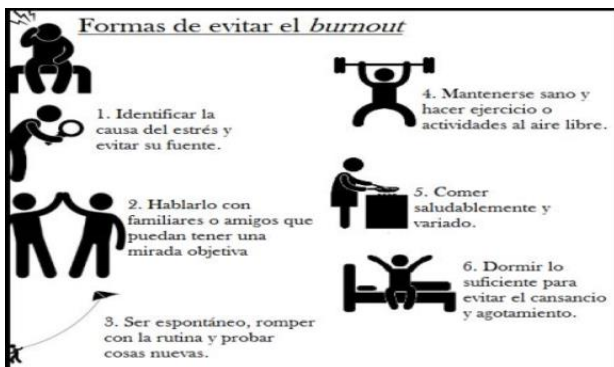 Formas de evitar el burnout
1. Identificar la
causa del estrés y
evitar su fuente.
2. Hablarlo con
familiares o amigos que
puedan tener una
mirada objetiva
3. Ser espontáneo, romper
con la rutina y probar
cosas nuevas.
4. Mantenerse sano y
hacer ejercicio o
actividades al aire libre.
5. Comer
saludablemente y
variado.
6. Dormir lo
suficiente para
evitar el cansancio
y agotamiento.